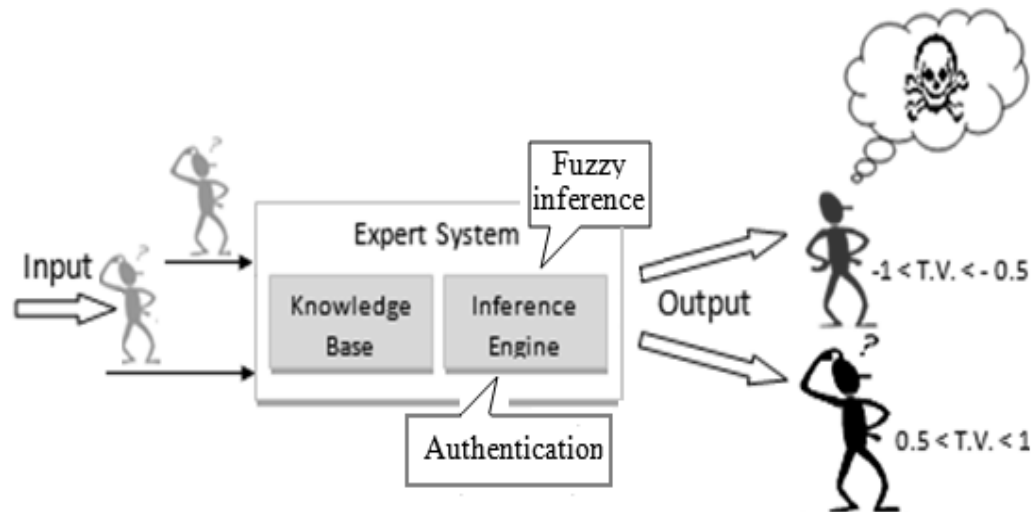 Fuzzy
inference
Expert System
Input
Knowledge
Base
Inference
Engine
Authentication
Output
-1 < T.V. < - 0.5
0.5 < T.V. < 1
?
?
?